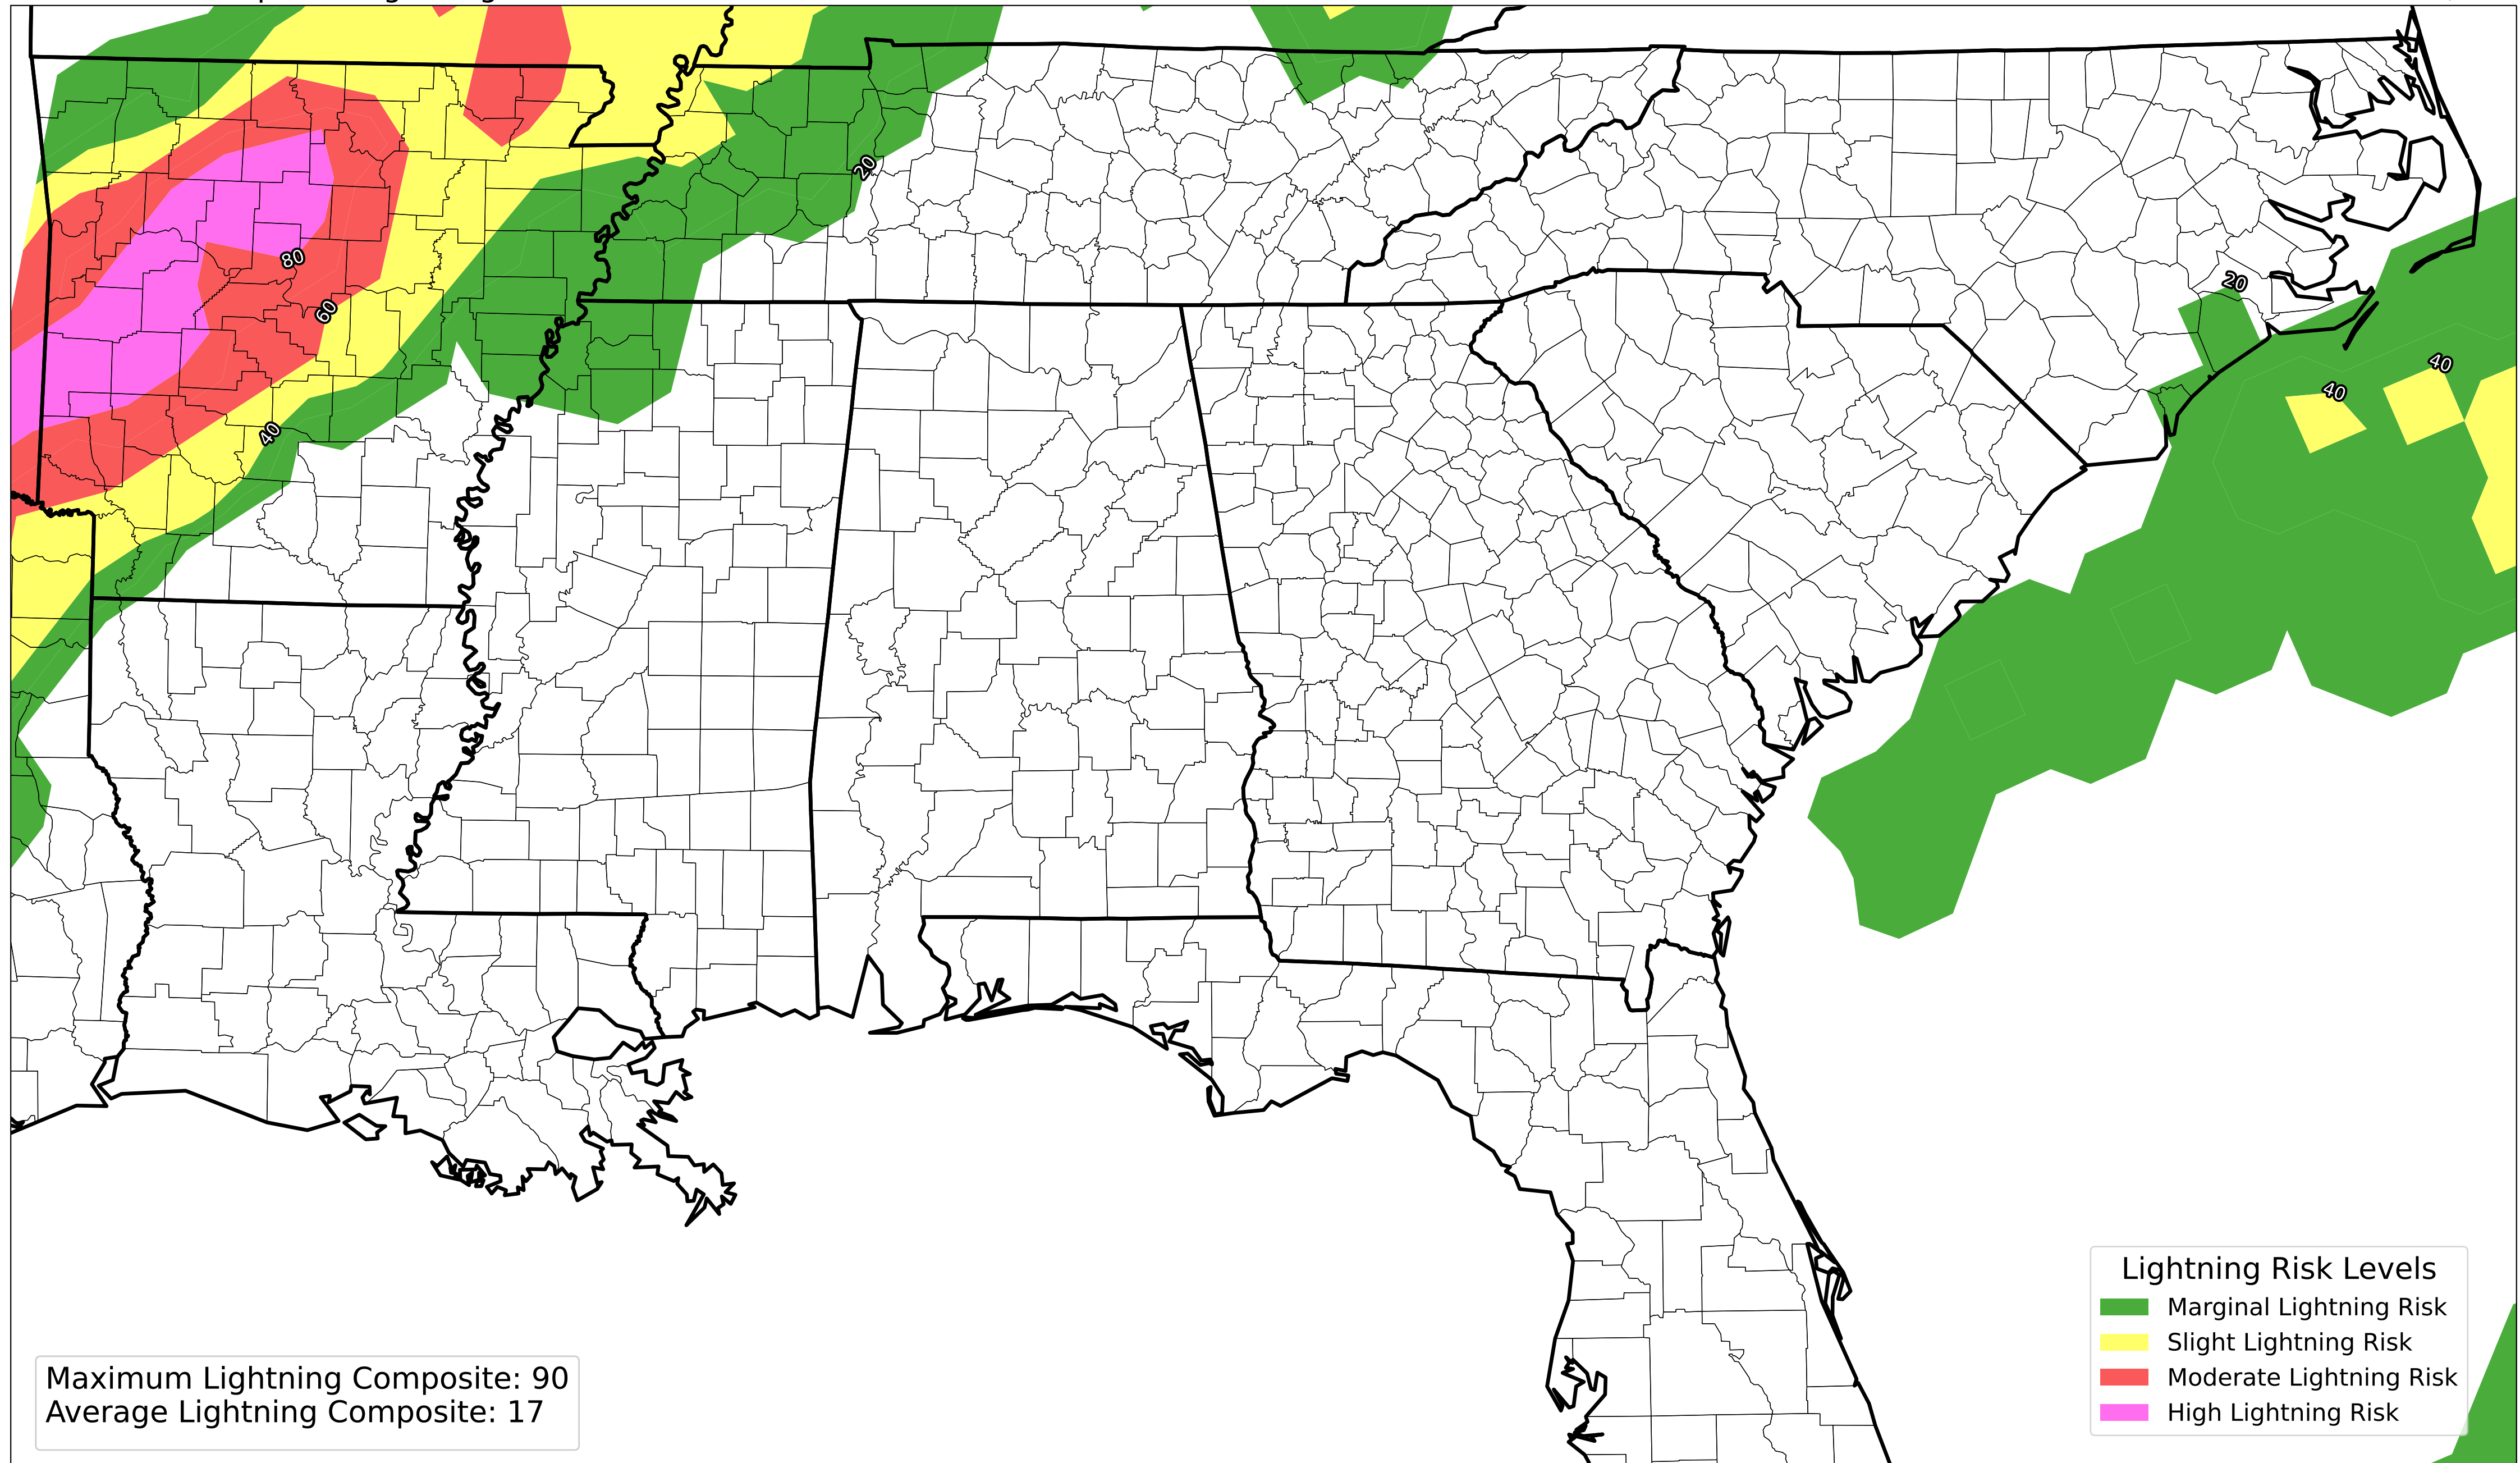 20
80
60
20
40
40
40
Lightning Risk Levels
Marginal Lightning Risk
Slight Lightning Risk
Moderate Lightning Risk
High Lightning Risk
Maximum Lightning Composite: 90
Average Lightning Composite: 17